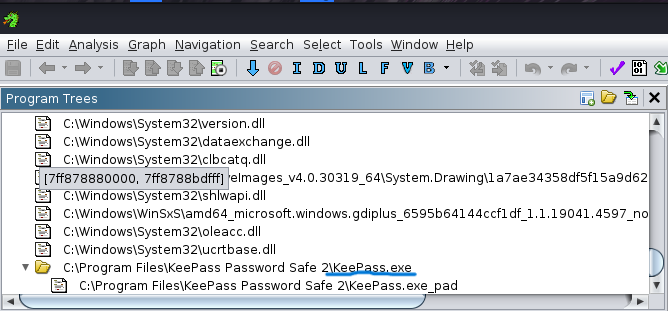 File Edit Analysis Graph Navigation Search Select Tools Window Help
I D U L F V B
Program Trees
C:\Windows\System32\version.dll
C:\Windows\System32\dataexchange.dll
C:\Windows\System32\clbcatq.dll
[7ff878880000, 7ff8788bdfff] veImages_v4.0.30319_64\System.Drawing\1a7ae34358df5f15a9d62
C:\Windows\System32\shlwapi.dll
C:\Windows\WinSxS\amd64_microsoft.windows.gdiplus_6595b64144ccf1df_1.1.19041.4597_no
C:\Windows\System32\oleacc.dll
C:\Windows\System32\ucrtbase.dll
C:\Program Files\KeePass Password Safe 2\KeePass.exe
C:\Program Files\KeePass Password Safe 2\KeePass.exe_pad